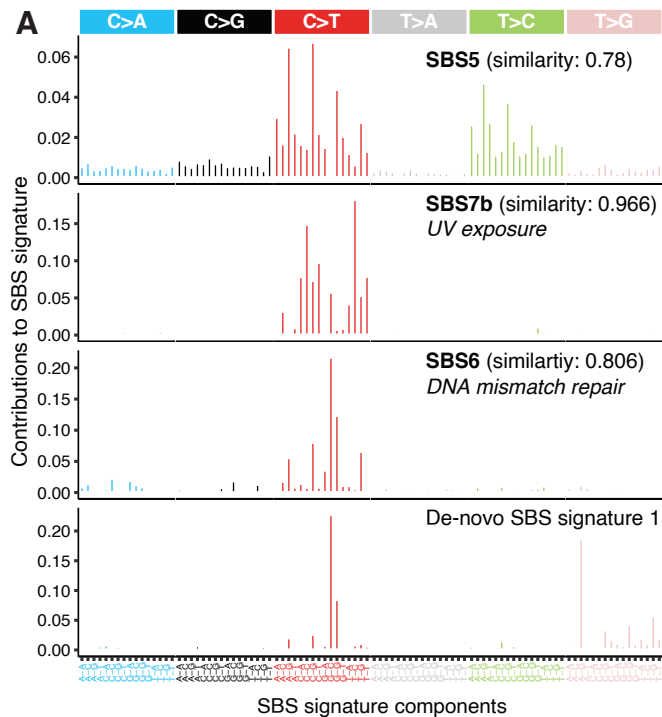 A
C>A C>G C>T T>A T>C T>G
Contributions to SBS signature
0.06
0.04
0.02
0.00
SBS5 (similarity: 0.78)
0.15
0.10
0.05
0.00
SBS7b (similarity: 0.966)
UV exposure
0.20
0.15
0.10
0.05
0.00
SBS6 (similartiy: 0.806)
DNA mismatch repair
0.20
0.15
0.10
0.05
0.00
De-novo SBS signature 1
SBS signature components